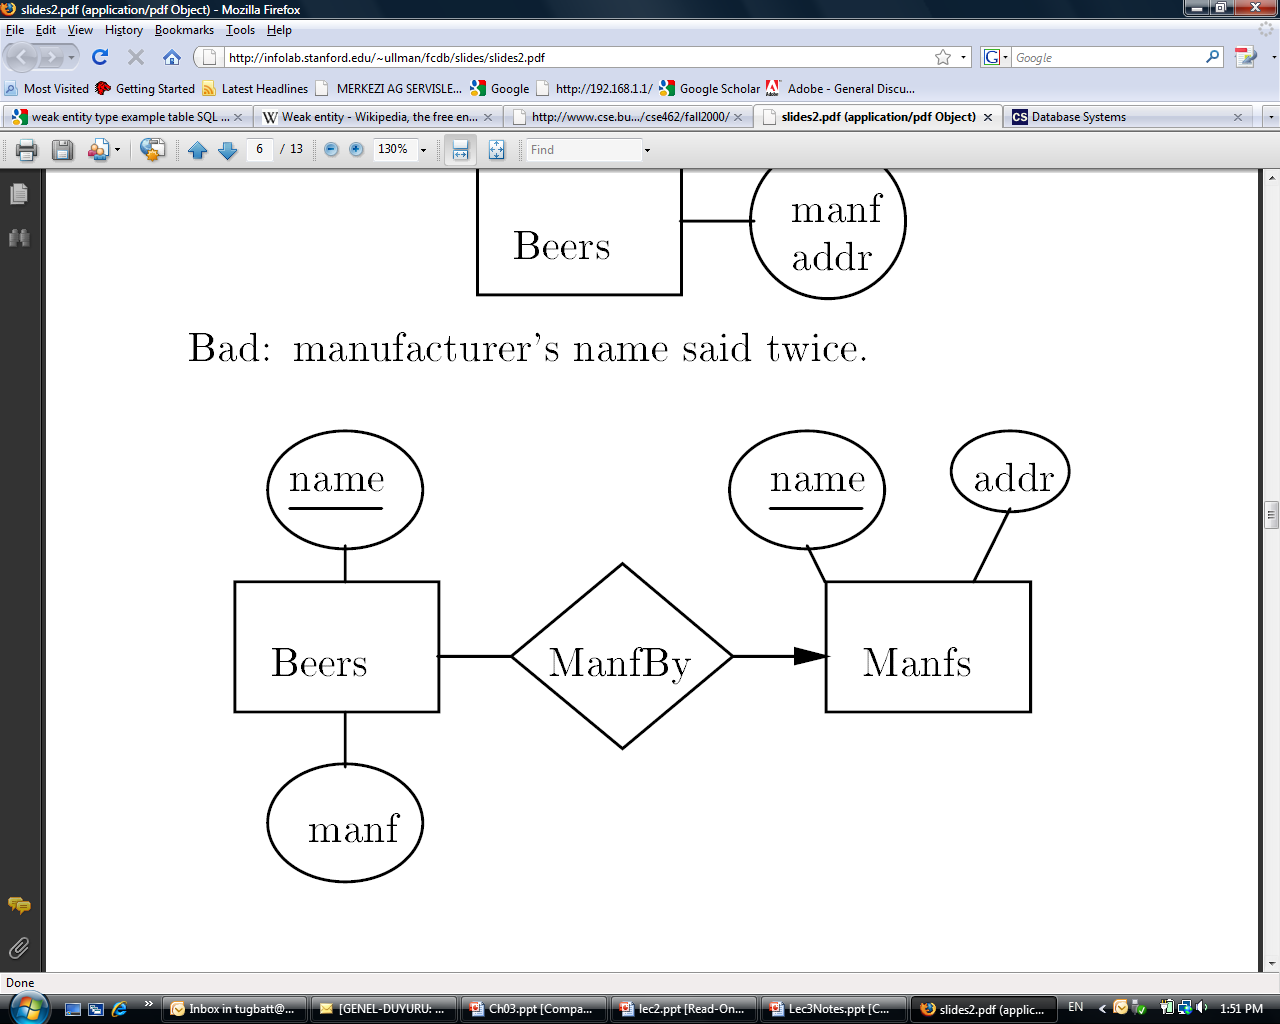 slides2.pdf (application/pdf Object) - Mozilla Firefox
File Edit View History Bookmarks Tools Help
http://infolab.stanford.edu/~ullman/fcdb/slides/slides2.pdf
G Google
Most Visited Getting Started Latest Headlines MERKEZI AG SERVISLE... Google http://192.168.1.1/ Google Scholar Adobe - General Discu...
weak entity type example table SQL ... W Weak entity - Wikipedia, the free en... http://www.cse.bu.../cse462/fall2000/ slides2.pdf (application/pdf Object) CS Database Systems
6 / 13 130% Find
manf
Beers
addr
Bad: manufacturer's name said twice.
name name addr
Beers ManfBy Manfs
manf
Done
Inbox in tugbatt@... [GENEL-DUYURU: ... Ch03.ppt [Compa... lec2.ppt [Read-On... Lec3Notes.ppt [C... slides2.pdf (applic... EN 1:51 PM